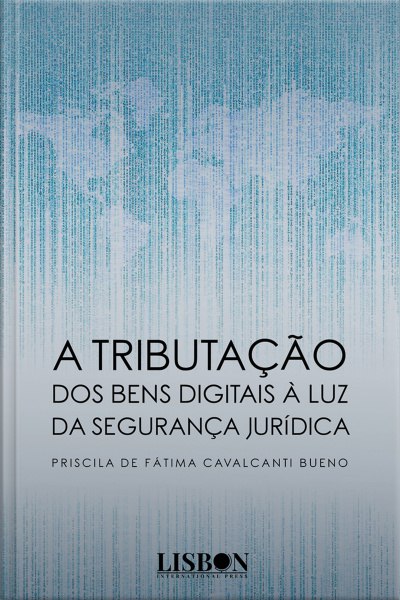 A TRIBUTAÇÃO
DOS BENS DIGITAIS À LUZ
DA SEGURANÇA JURÍDICA
PRISCILA DE FÁTIMA CAVALCANTI BUENO
LISBON
INTERNATIONAL PRESS